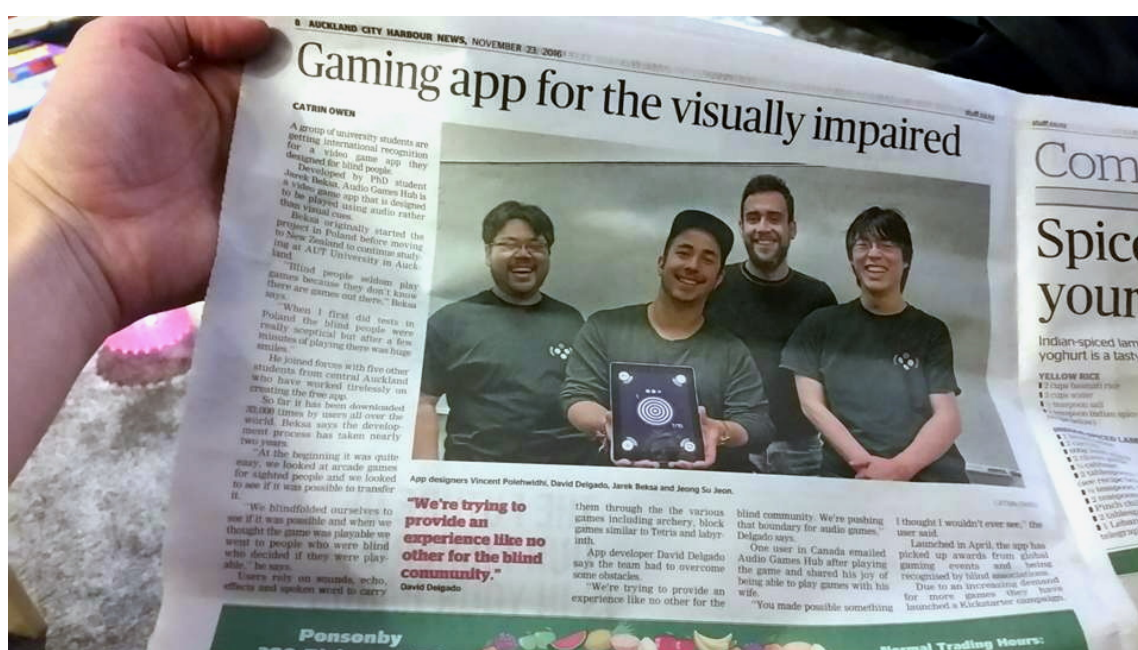 8 AUCKLAND CITY HARBOUR NEWS, NOVEMBER 23, 2016
stuff.co.nz
Gaming app for the visually impaired
CATRIN OWEN
A group of university students are
getting international recognition
for a video game app they
designed for blind people.
Developed by PhD student
Jarek Beksa, Audio Games Hub is
a video game app that is designed
to be played using audio rather
than visual cues.
Beksa originally started the
project in Poland before moving
to New Zealand to continue study-
ing at AUT University in Auck-
land.
"Blind people seldom play
games because they don't know
there are games out there," Beksa
says.
"When I first did tests in
Poland the blind people were
really sceptical but after a few
minutes of playing there was huge
smiles."
He joined forces with five other
students from central Auckland
who have worked tirelessly on
creating the free app.
So far it has been downloaded
by users all over the
world. Beksa says the develop-
ment process has taken nearly
two years.
"At the beginning it was quite
easy, we looked at arcade games
for sighted people and we looked
to see if it was possible to transfer
it.
"We blindfolded ourselves to
see if it was possible and when we
thought the game was playable we
went to people who were blind
who decided if they were play-
able," he says.
Users rely on sounds, echo,
effects and spoken word to carry
App designers Vincent Polehwidhi, David Delgado, Jarek Beksa and Jeong Su Jeon.
"We're trying to
provide an
experience like no
other for the blind
community."
David Delgado
them through the the various
games including archery, block
games similar to Tetris and labyr-
inth.
App developer David Delgado
says the team had to overcome
some obstacles.
"We're trying to provide an
experience like no other for the
blind community. We're pushing
that boundary for audio games,"
Delgado says.
One user in Canada emailed
Audio Games Hub after playing
the game and shared his joy of
being able to play games with his
wife.
"You made possible something
I thought I wouldn't ever see," the
user said.
Launched in April, the app has
picked up awards from global
gaming events and being
recognised by blind associations.
Due to an increasing demand
for more games they have
launched a Kickstarter campaign.
Ponsonby
Normal Trading Hours:
stuff.co.nz
Com
Spice
your
Indian-spiced lam
yoghurt is a tast
YELLOW RICE
2 cups basmati rice
2 cups water